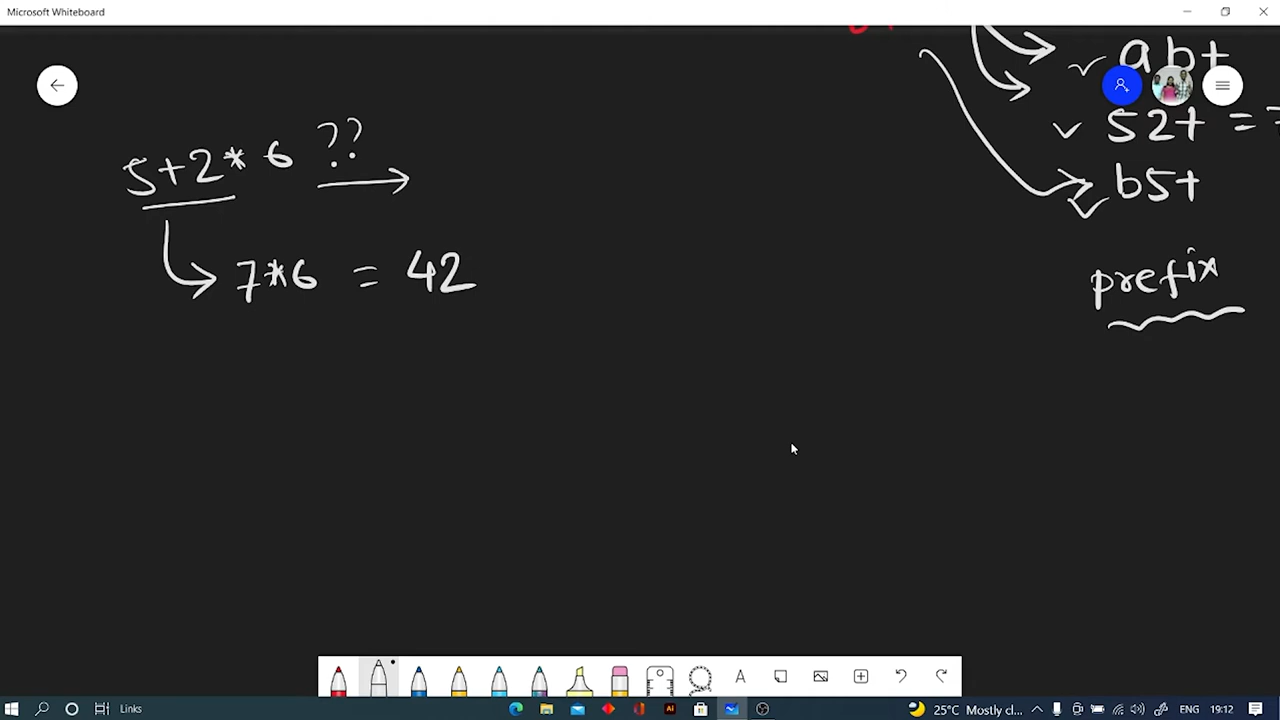 Microsoft Whiteboard
ab+
5+2*6 ??
52+ =
b5+
7*6 = 42
prefix
A
Links
25°C Mostly cl...
ENG
19:12